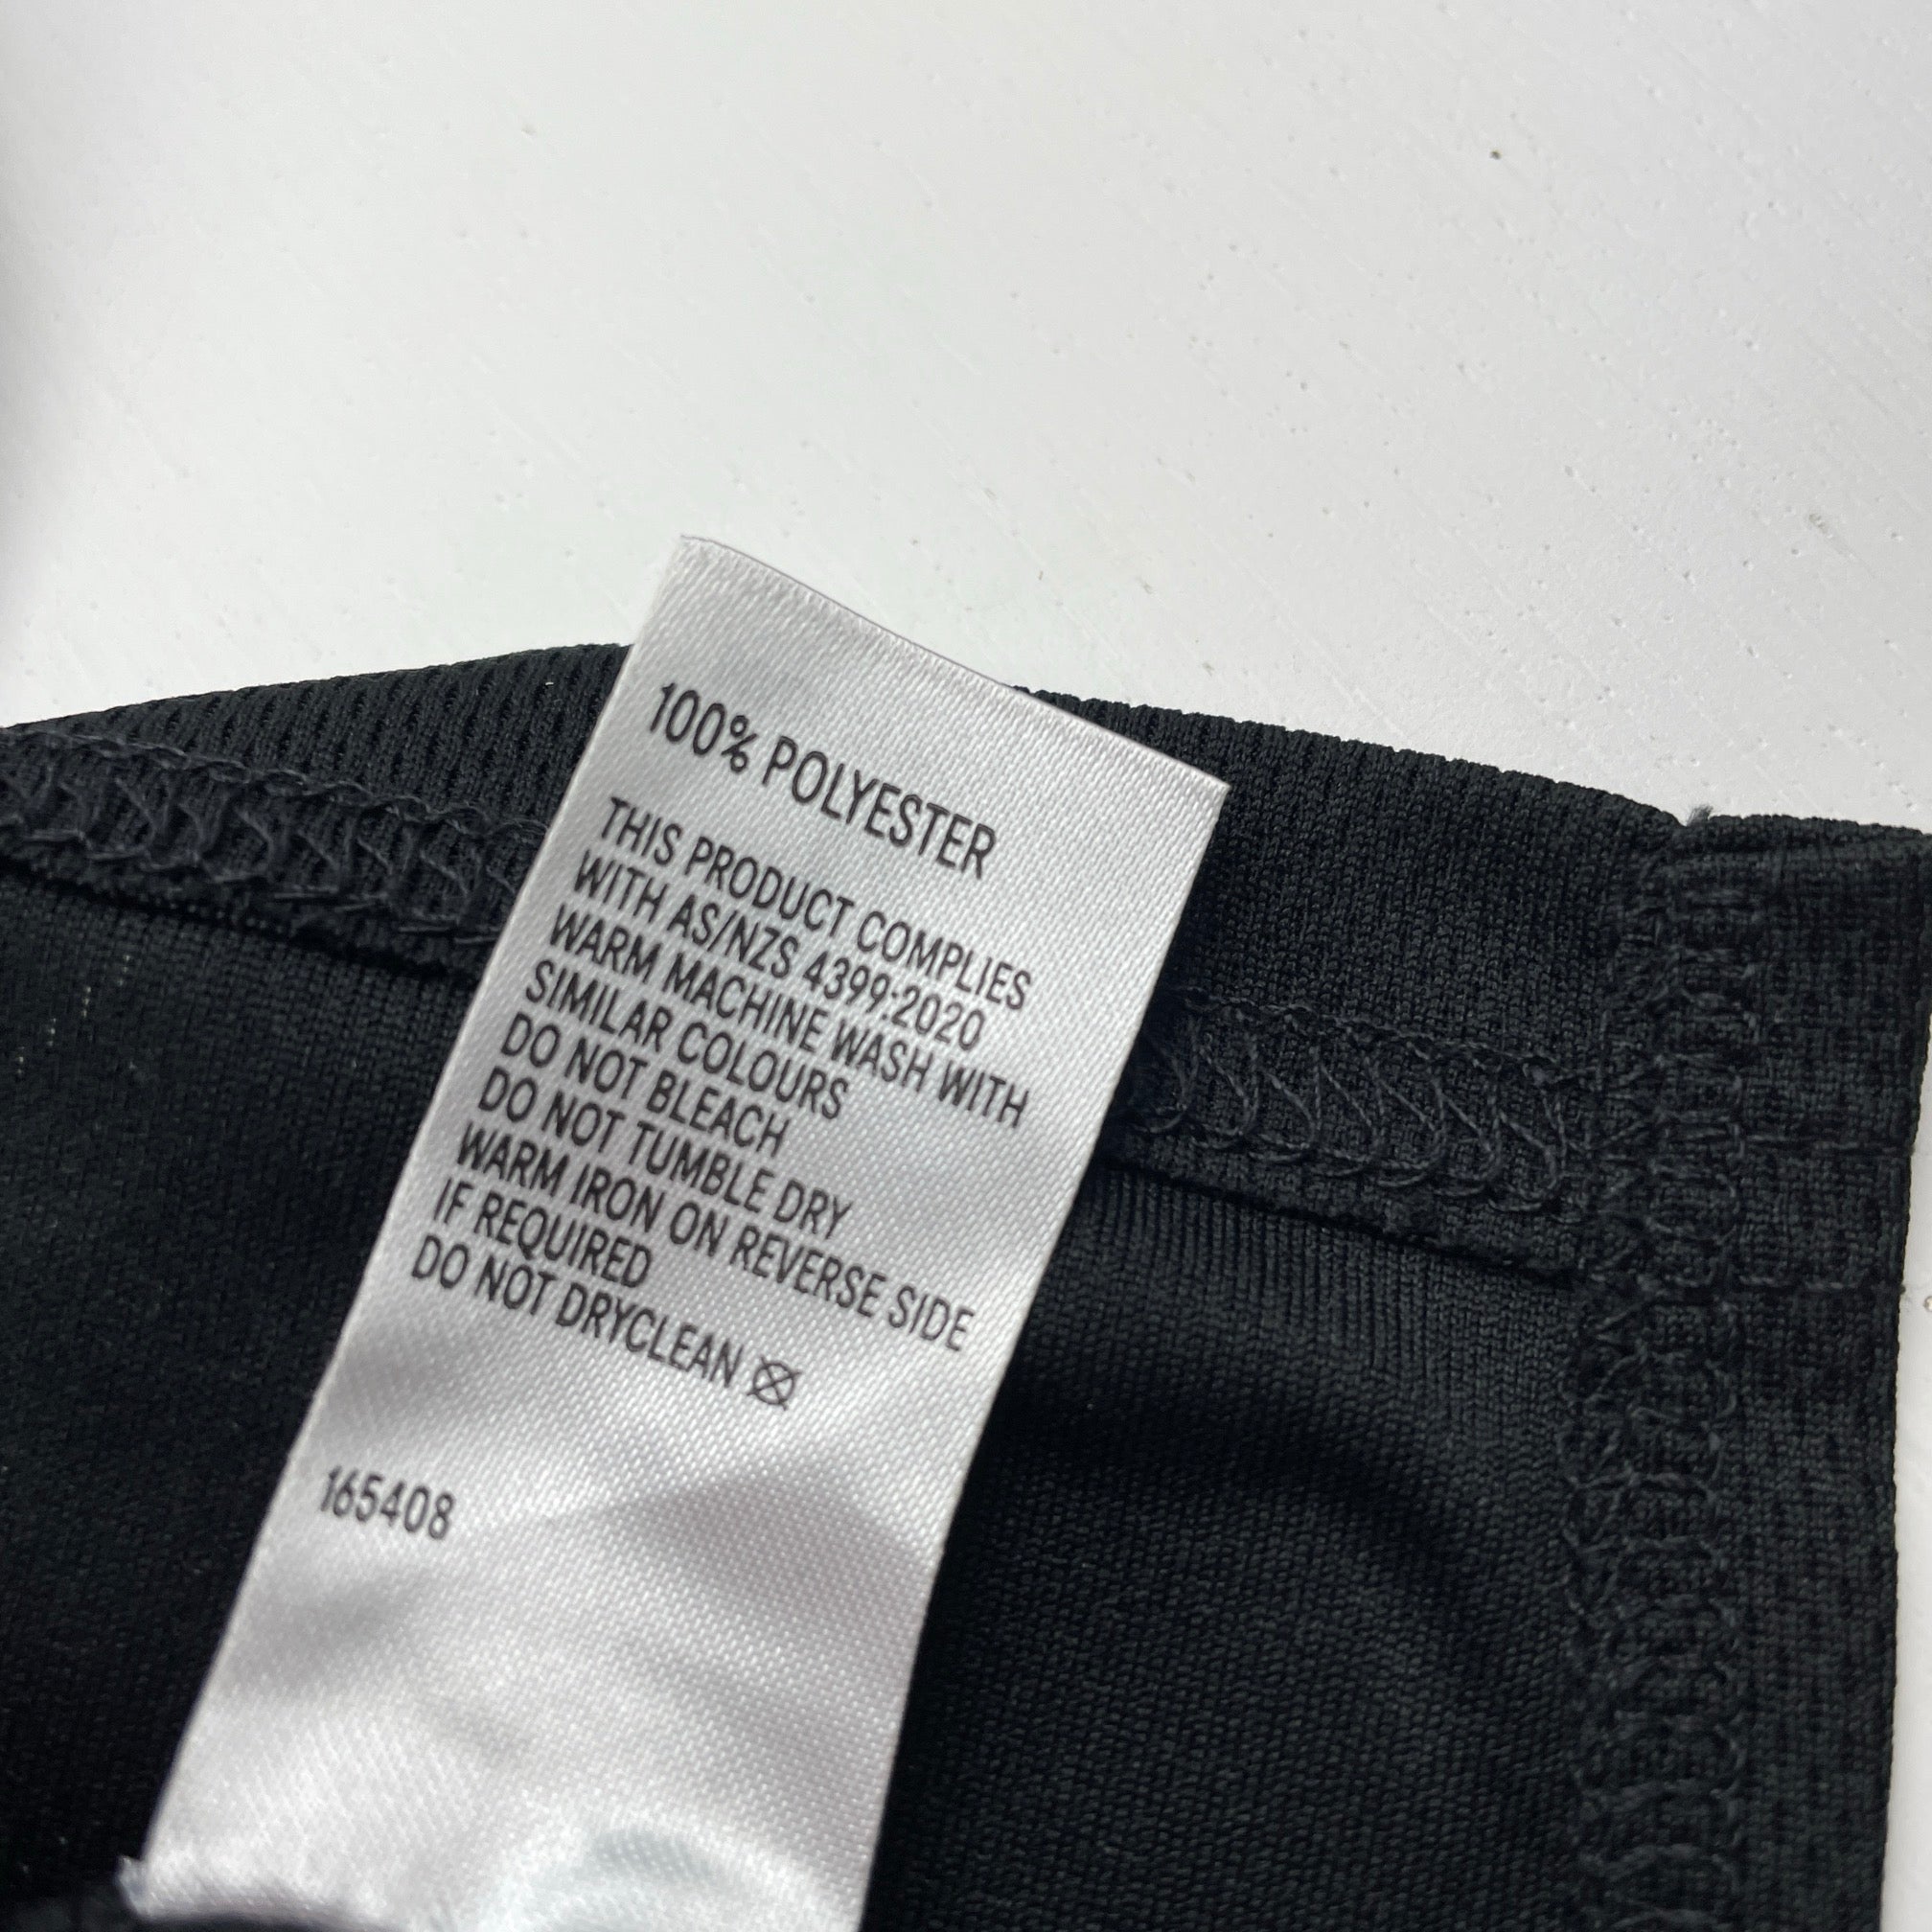 100% POLYESTER
THIS PRODUCT COMPLIES
WITH AS/NZS 4399:2020
WARM MACHINE WASH WITH
SIMILAR COLOURS
DO NOT BLEACH
DO NOT TUMBLE DRY
WARM IRON ON REVERSE SIDE
IF REQUIRED
DO NOT DRYCLEAN
165408